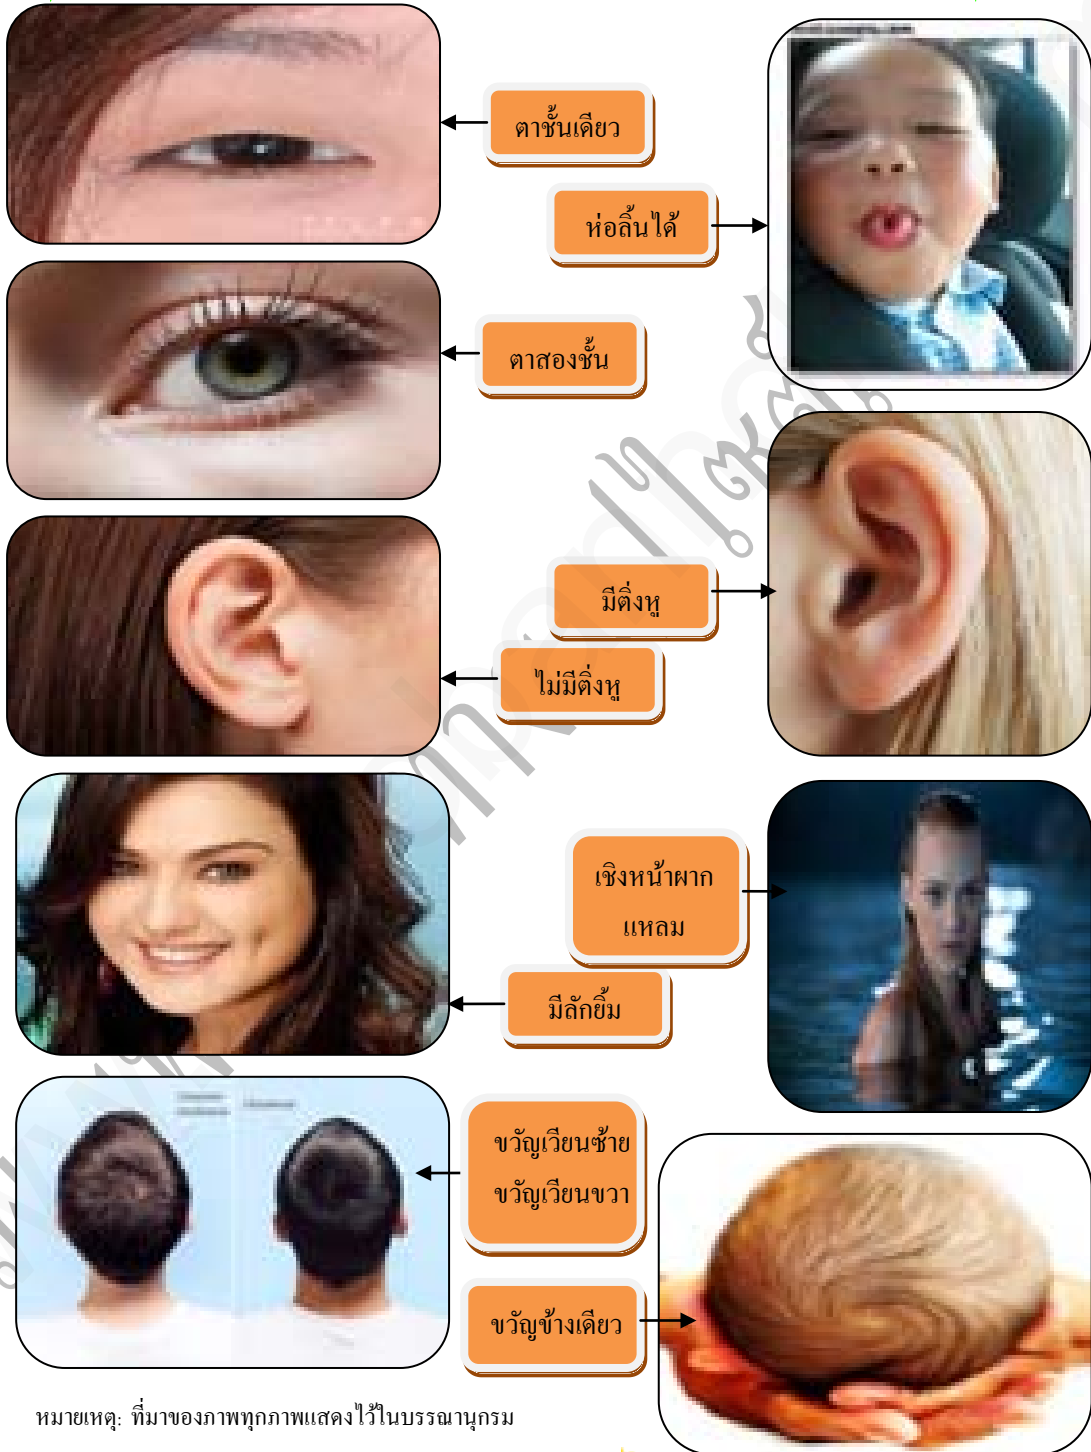 ตาชั้นเดียว
ห่อลิ้นได้
ตาสองชั้น
มีติ่งหู
ไม่มีติ่งหู
เชิงหน้าผาก
แหลม
มีลักยิ้ม
ขวัญเวียนซ้าย
ขวัญเวียนขวา
ขวัญข้างเดียว
หมายเหตุ: ที่มาของภาพทุกภาพแสดงไว้ในบรรณานุกรม